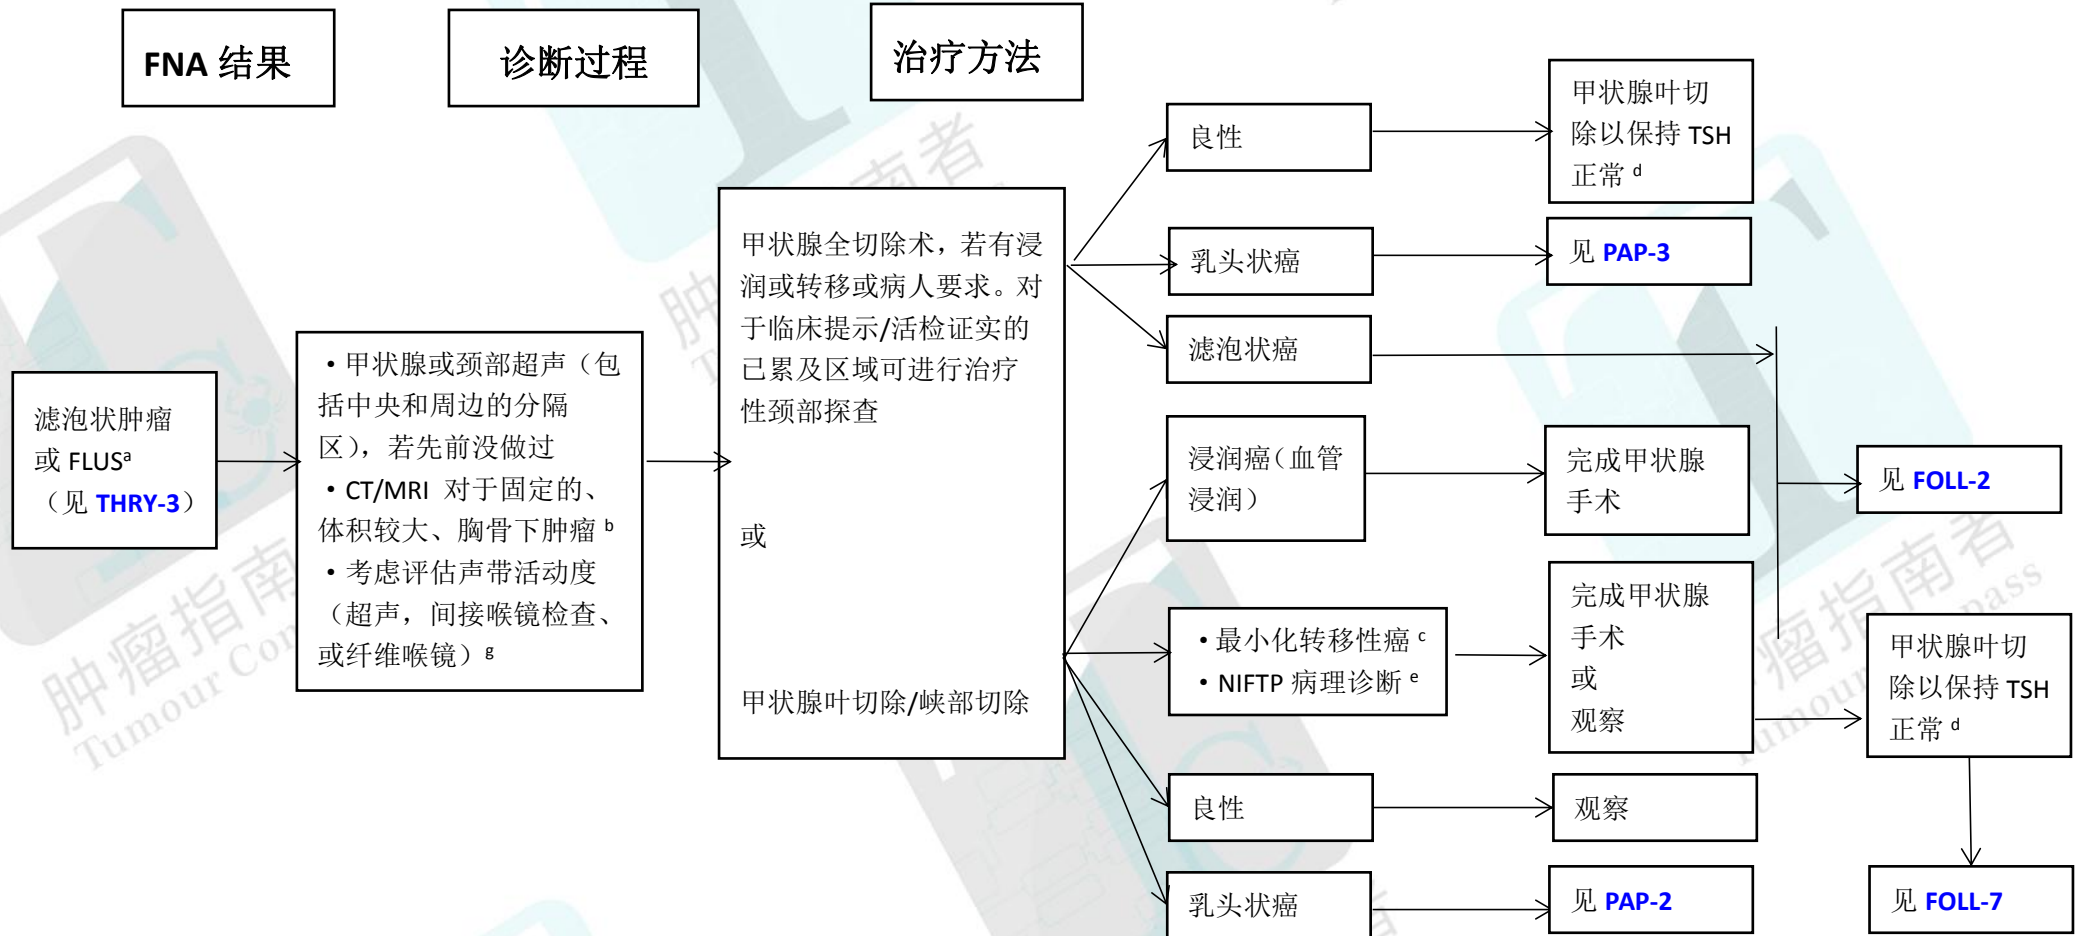 FNA 结果
诊断过程
治疗方法
滤泡状肿瘤
或 FLUSa
（见 THRY-3）
・甲状腺或颈部超声（包
括中央和周边的分隔
区），若先前没做过
・CT/MRI 对于固定的、
体积较大、胸骨下肿瘤 b
・考虑评估声带活动度
（超声，间接喉镜检查、
或纤维喉镜）g
甲状腺全切除术，若有浸
润或转移或病人要求。对
于临床提示/活检证实的
已累及区域可进行治疗
性颈部探查
或
甲状腺叶切除/峡部切除
良性
甲状腺叶切
除以保持 TSH
正常 d
乳头状癌
见 PAP-3
滤泡状癌
浸润癌（血管
浸润）
完成甲状腺
手术
见 FOLL-2
・最小化转移性癌 c
・NIFTP 病理诊断 e
完成甲状腺
手术
或
观察
甲状腺叶切
除以保持 TSH
正常 d
良性
观察
乳头状癌
见 PAP-2
见 FOLL-7
肿瘤指南者
Tumour Compass